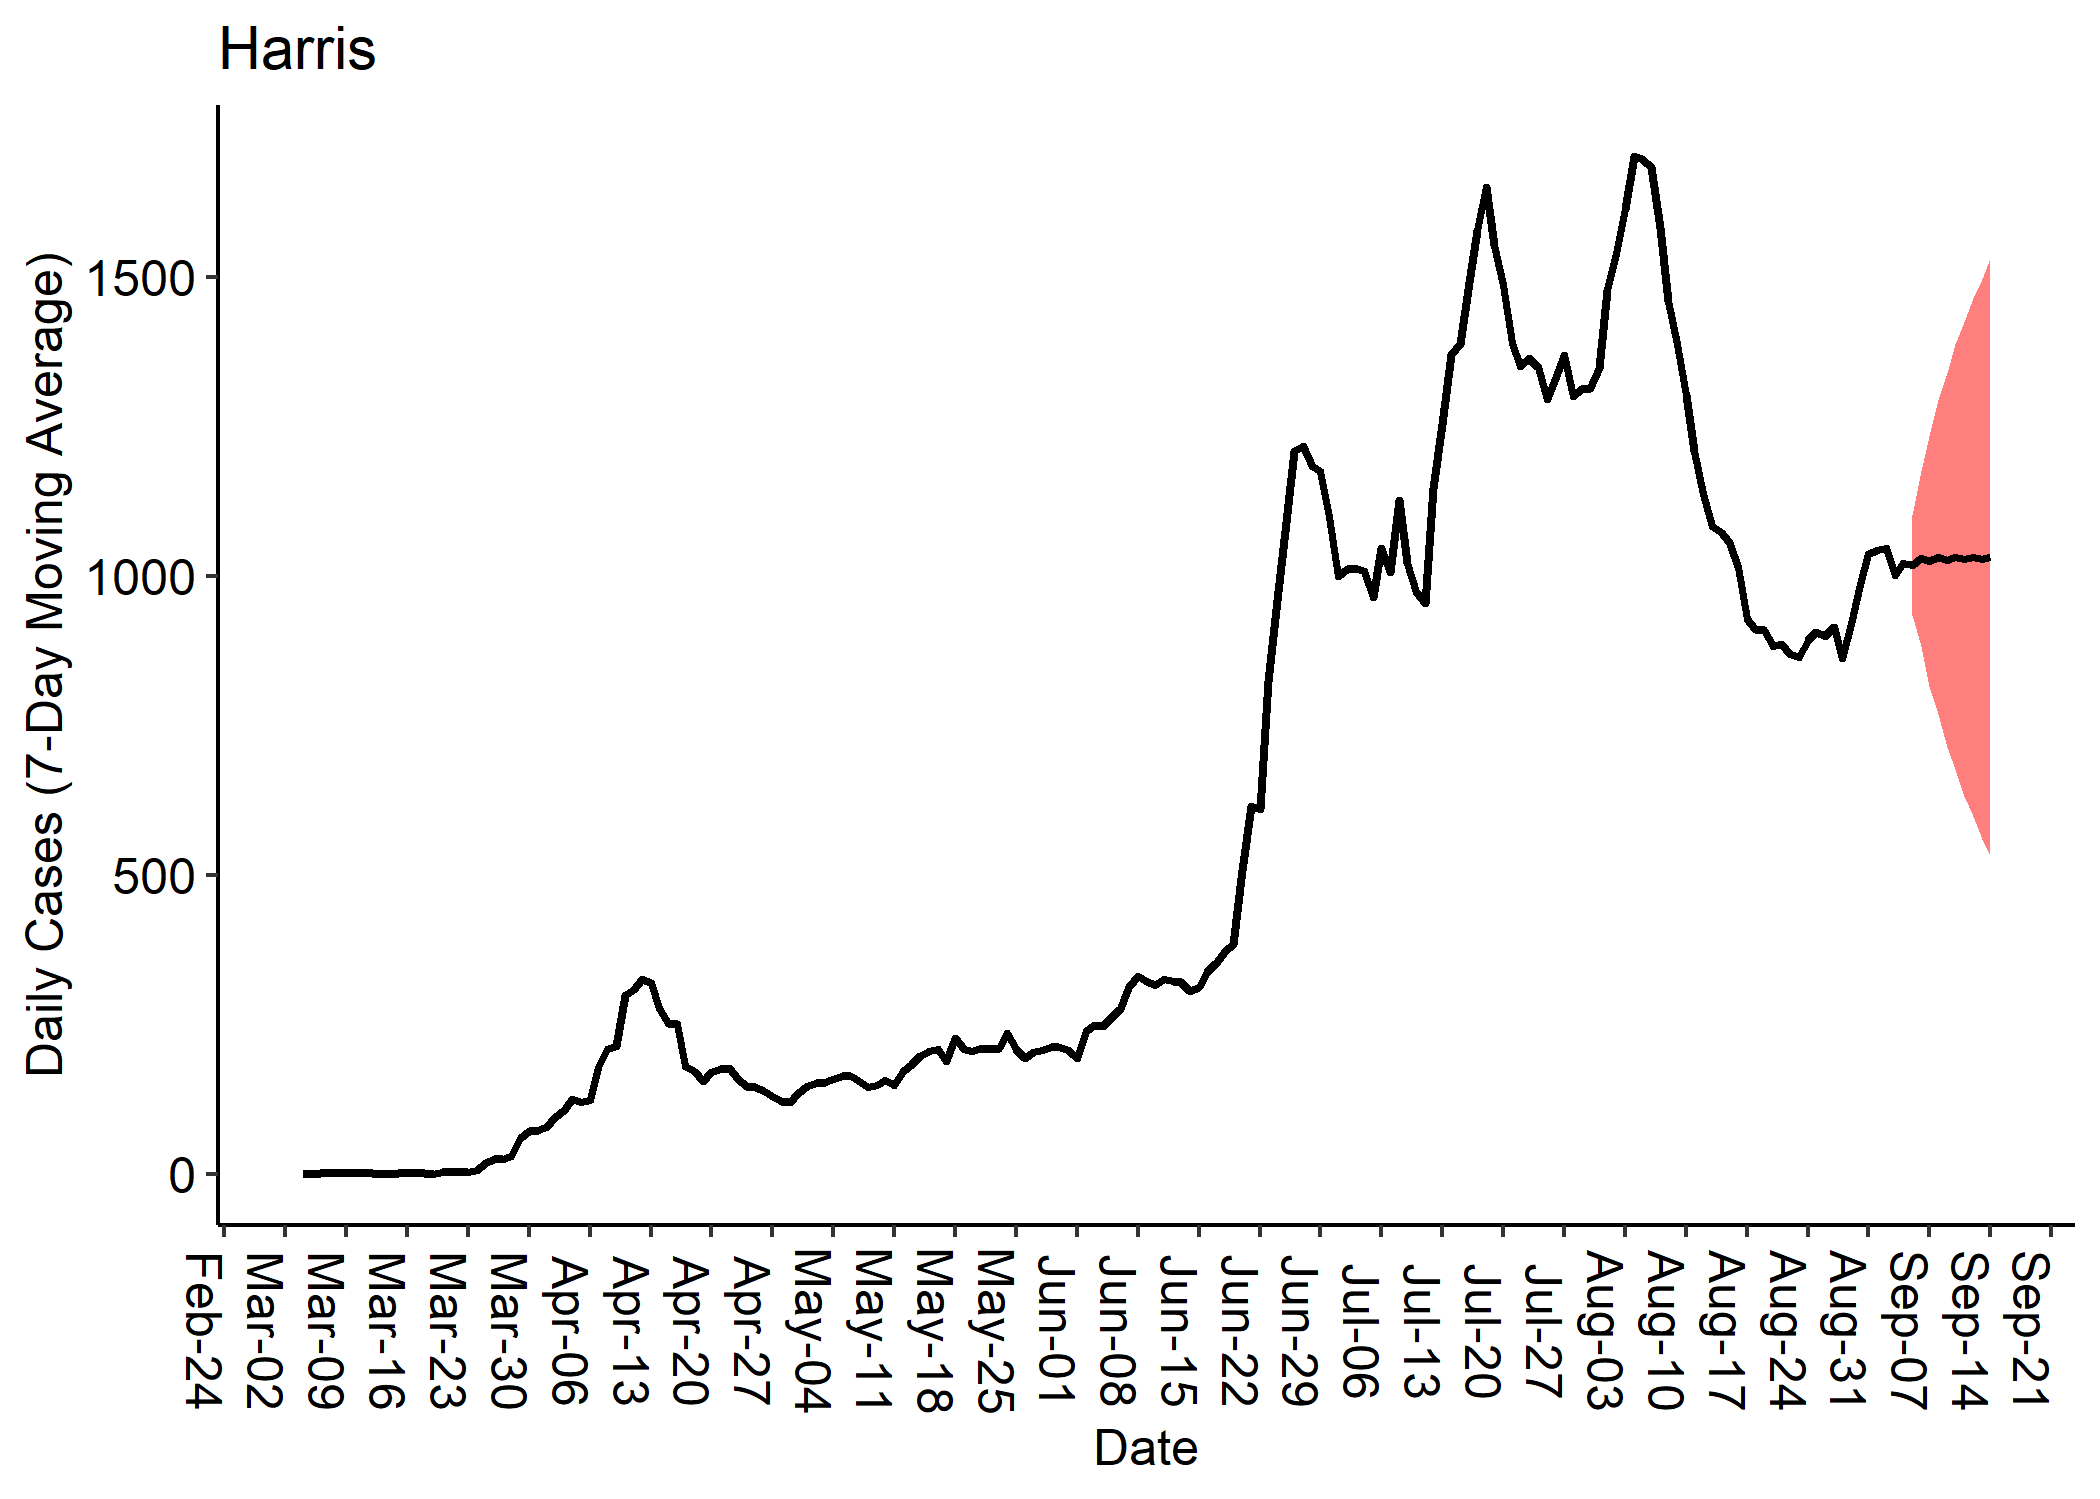 Harris
Daily Cases (7-Day Moving Average)
1500
1000
500
0
Feb-24
Mar-02
Mar-09
Mar-16
Mar-23
Mar-30
Apr-06
Apr-13
Apr-20
Apr-27
May-04
May-11
May-18
May-25
Jun-01
Jun-08
Jun-15
Jun-22
Jun-29
Jul-06
Jul-13
Jul-20
Jul-27
Aug-03
Aug-10
Aug-17
Aug-24
Aug-31
Sep-07
Sep-14
Sep-21
Date